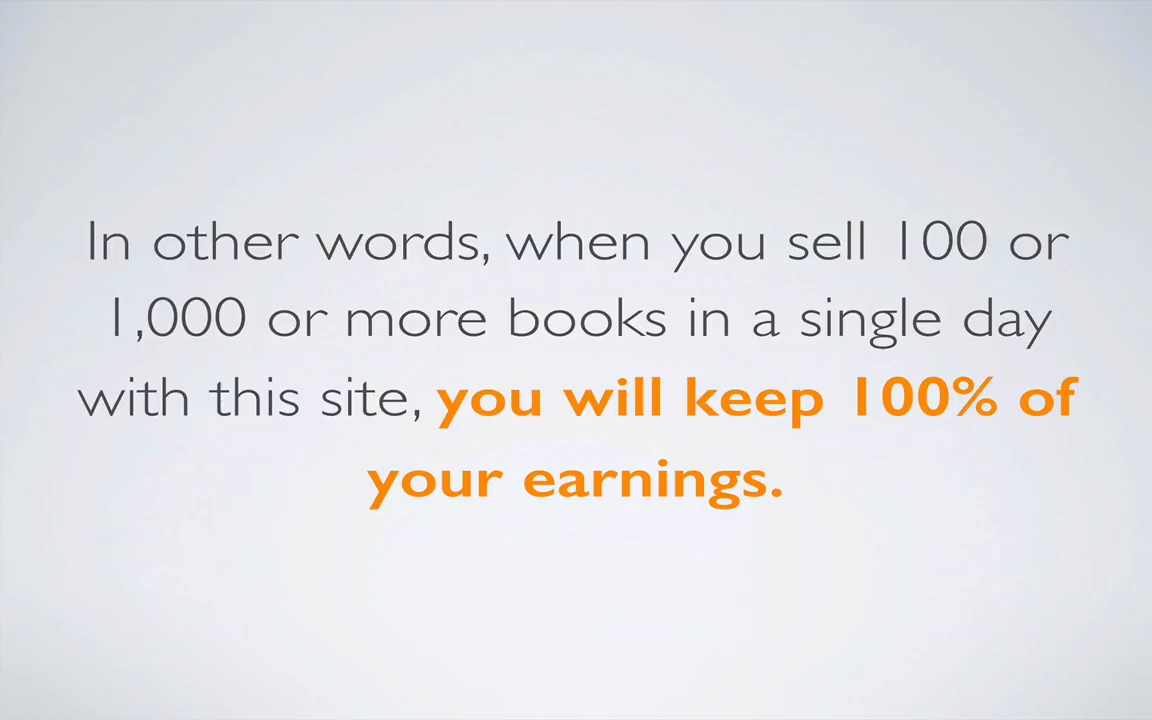 In other words, when you sell 100 or
1,000 or more books in a single day
with this site, you will keep 100% of
your earnings.